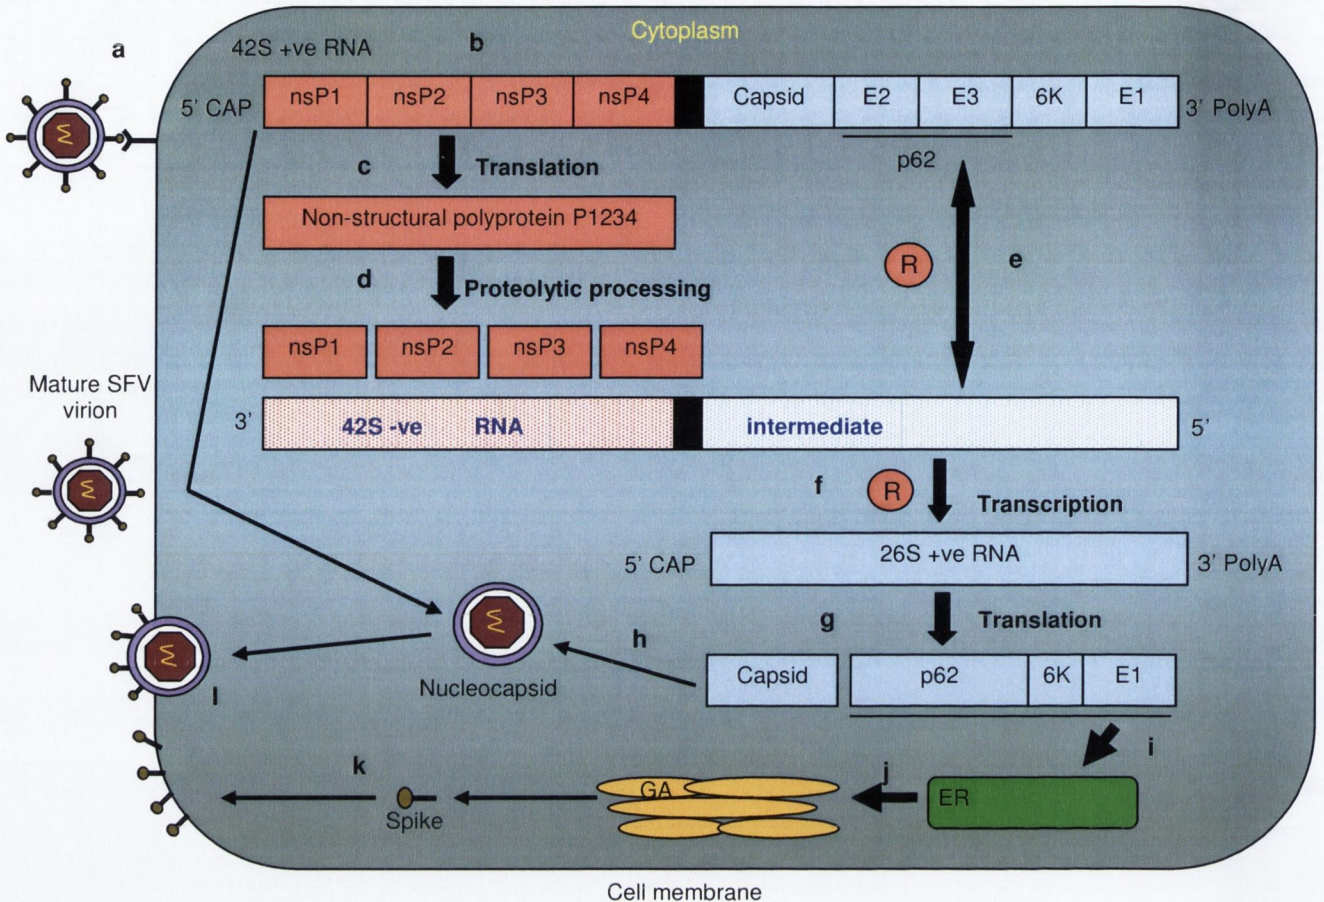 Cytoplasm
a
42S +ve RNA
b
5' CAP
nsP1
nsP2
nsP3
nsP4
Capsid
E2
E3
6K
E1
3' PolyA
p62
c
Translation
Non-structural polyprotein P1234
R
e
d
Proteolytic processing
nsP1
nsP2
nsP3
nsP4
Mature SFV
virion
3'
42S -ve RNA
intermediate
5'
f
R
Transcription
5' CAP
26S +ve RNA
3' PolyA
g
Translation
h
Capsid
p62
6K
E1
Nucleocapsid
l
i
k
GA
j
ER
Spike
Cell membrane